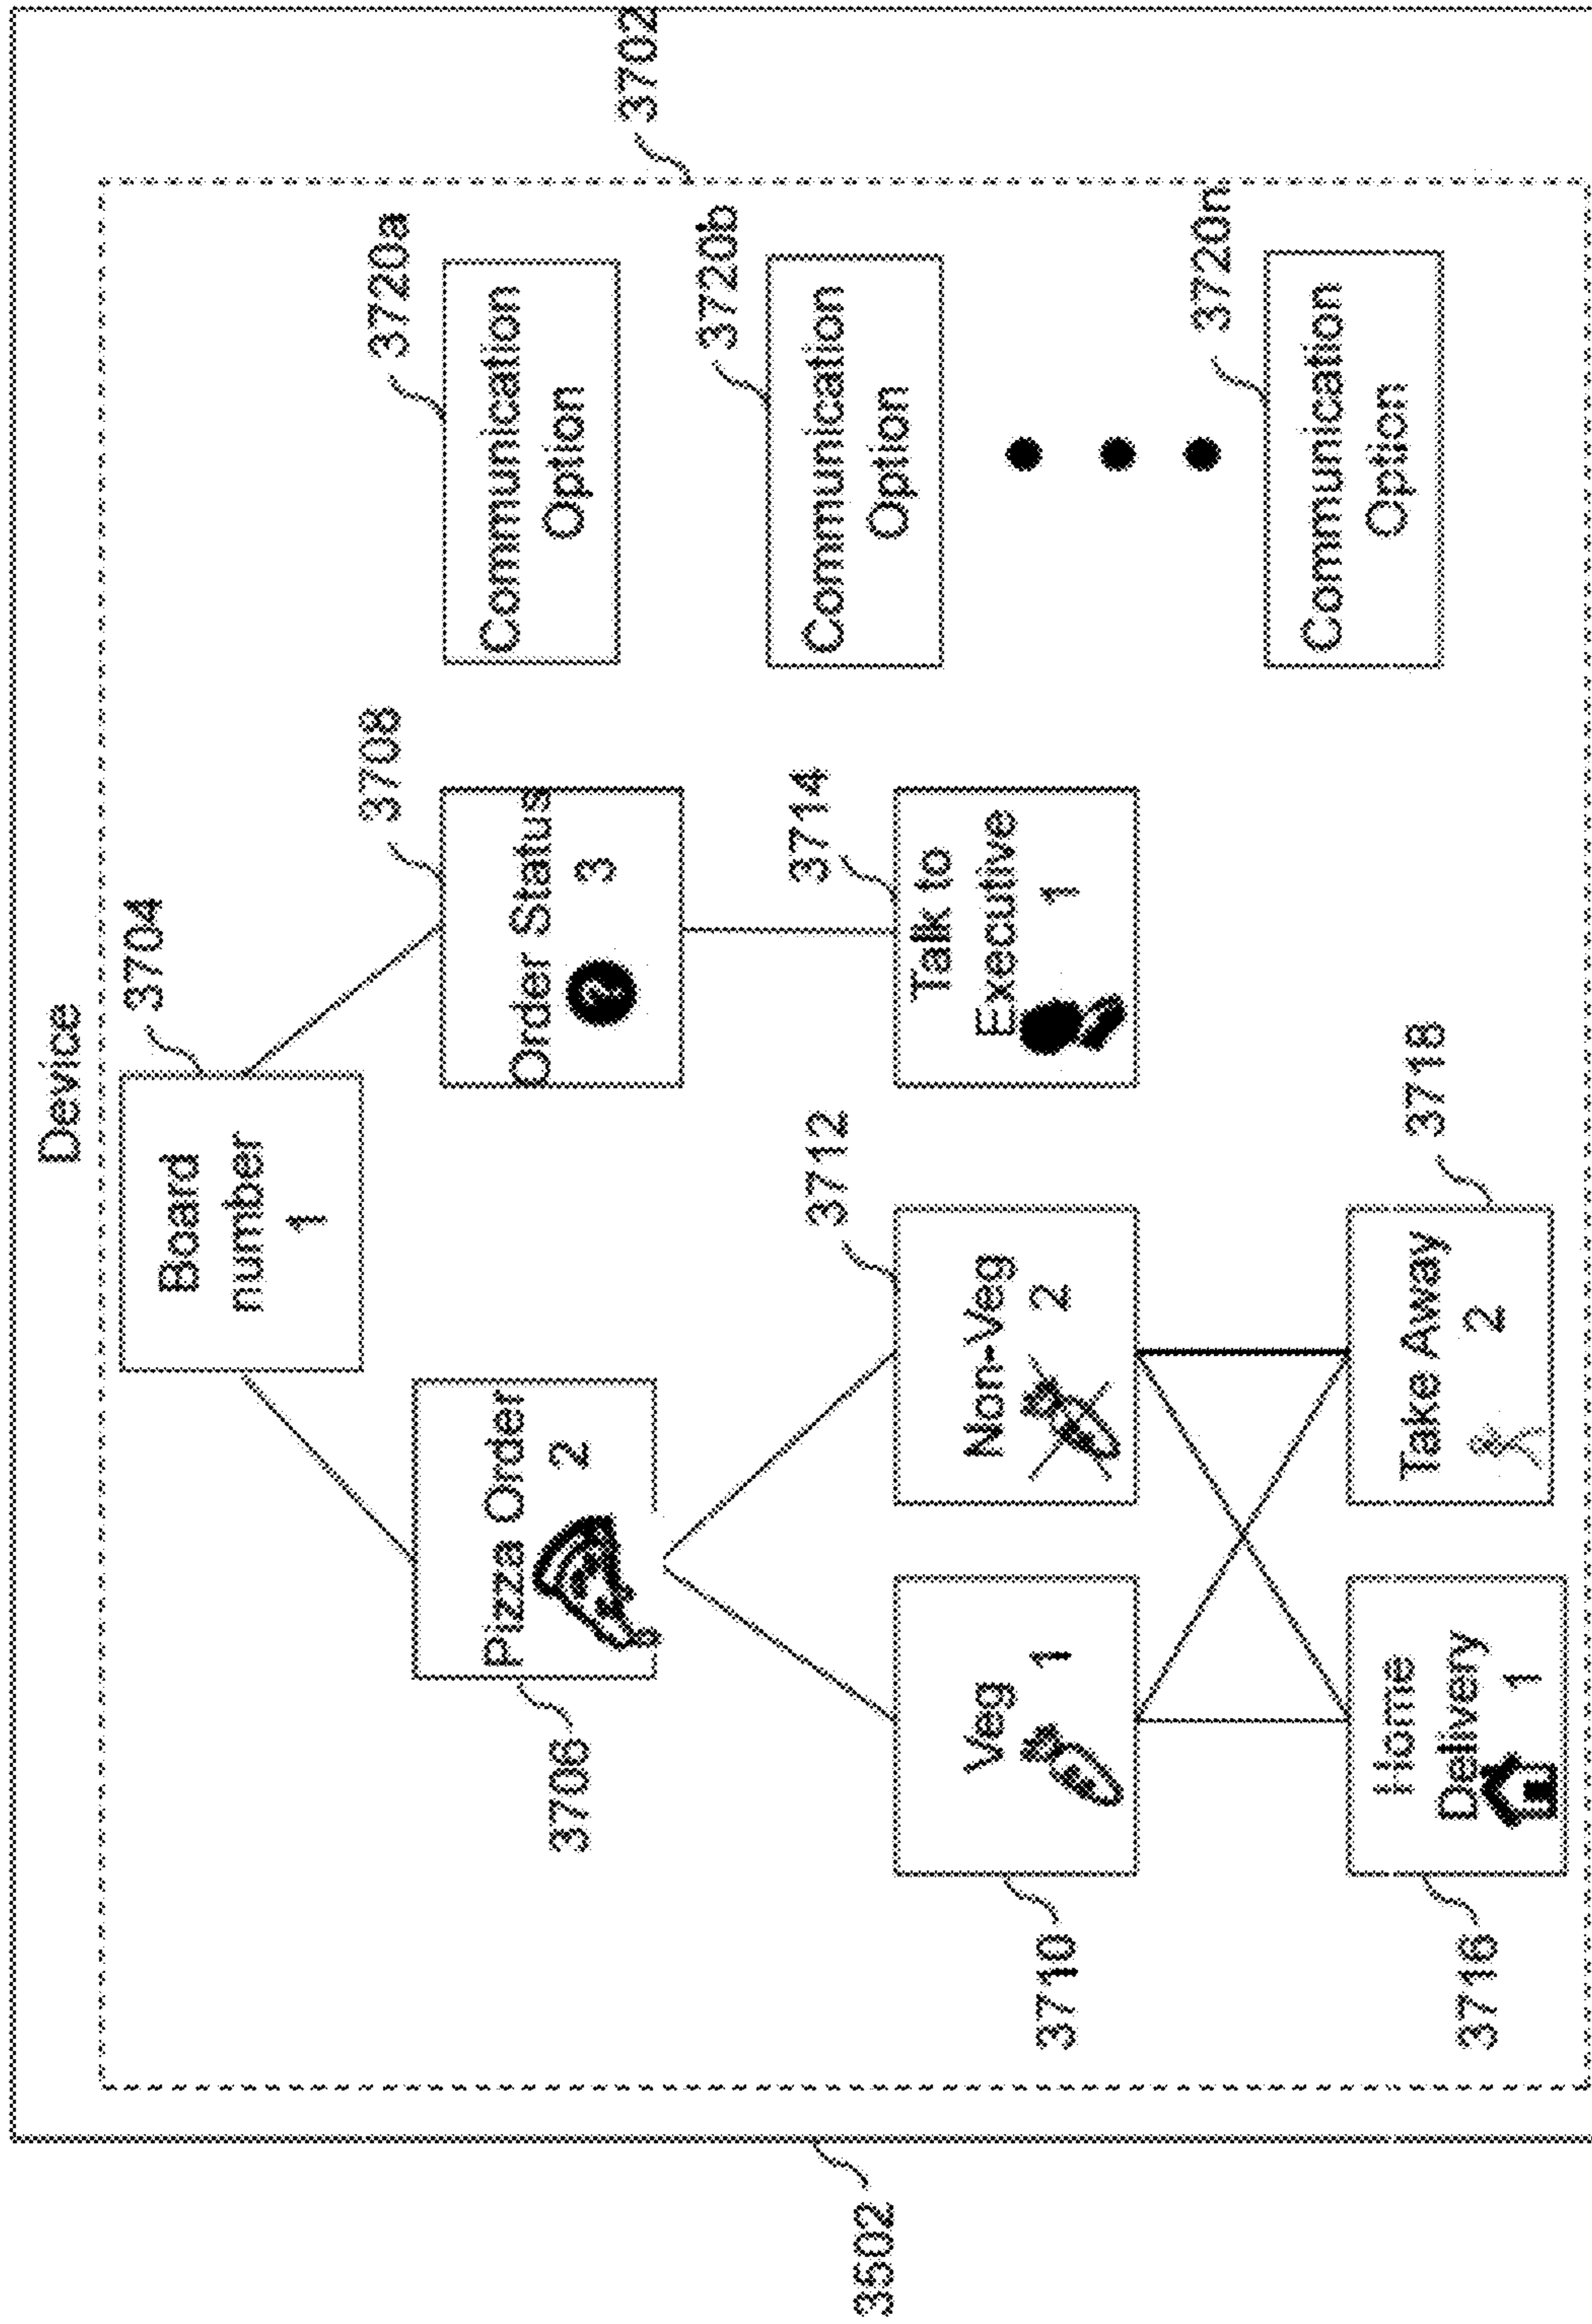 Device
3704
Board
number
1
3702
3706
Pizza Order
2
3708
Order Status
3
3720a
Communication
Option
3720b
Communication
Option
3720n
Communication
Option
3710
Veg
1
3712
Non-Veg
2
3714
Talk to
Executive
1
3716
Home
Delivery
1
3718
Take Away
2
3502